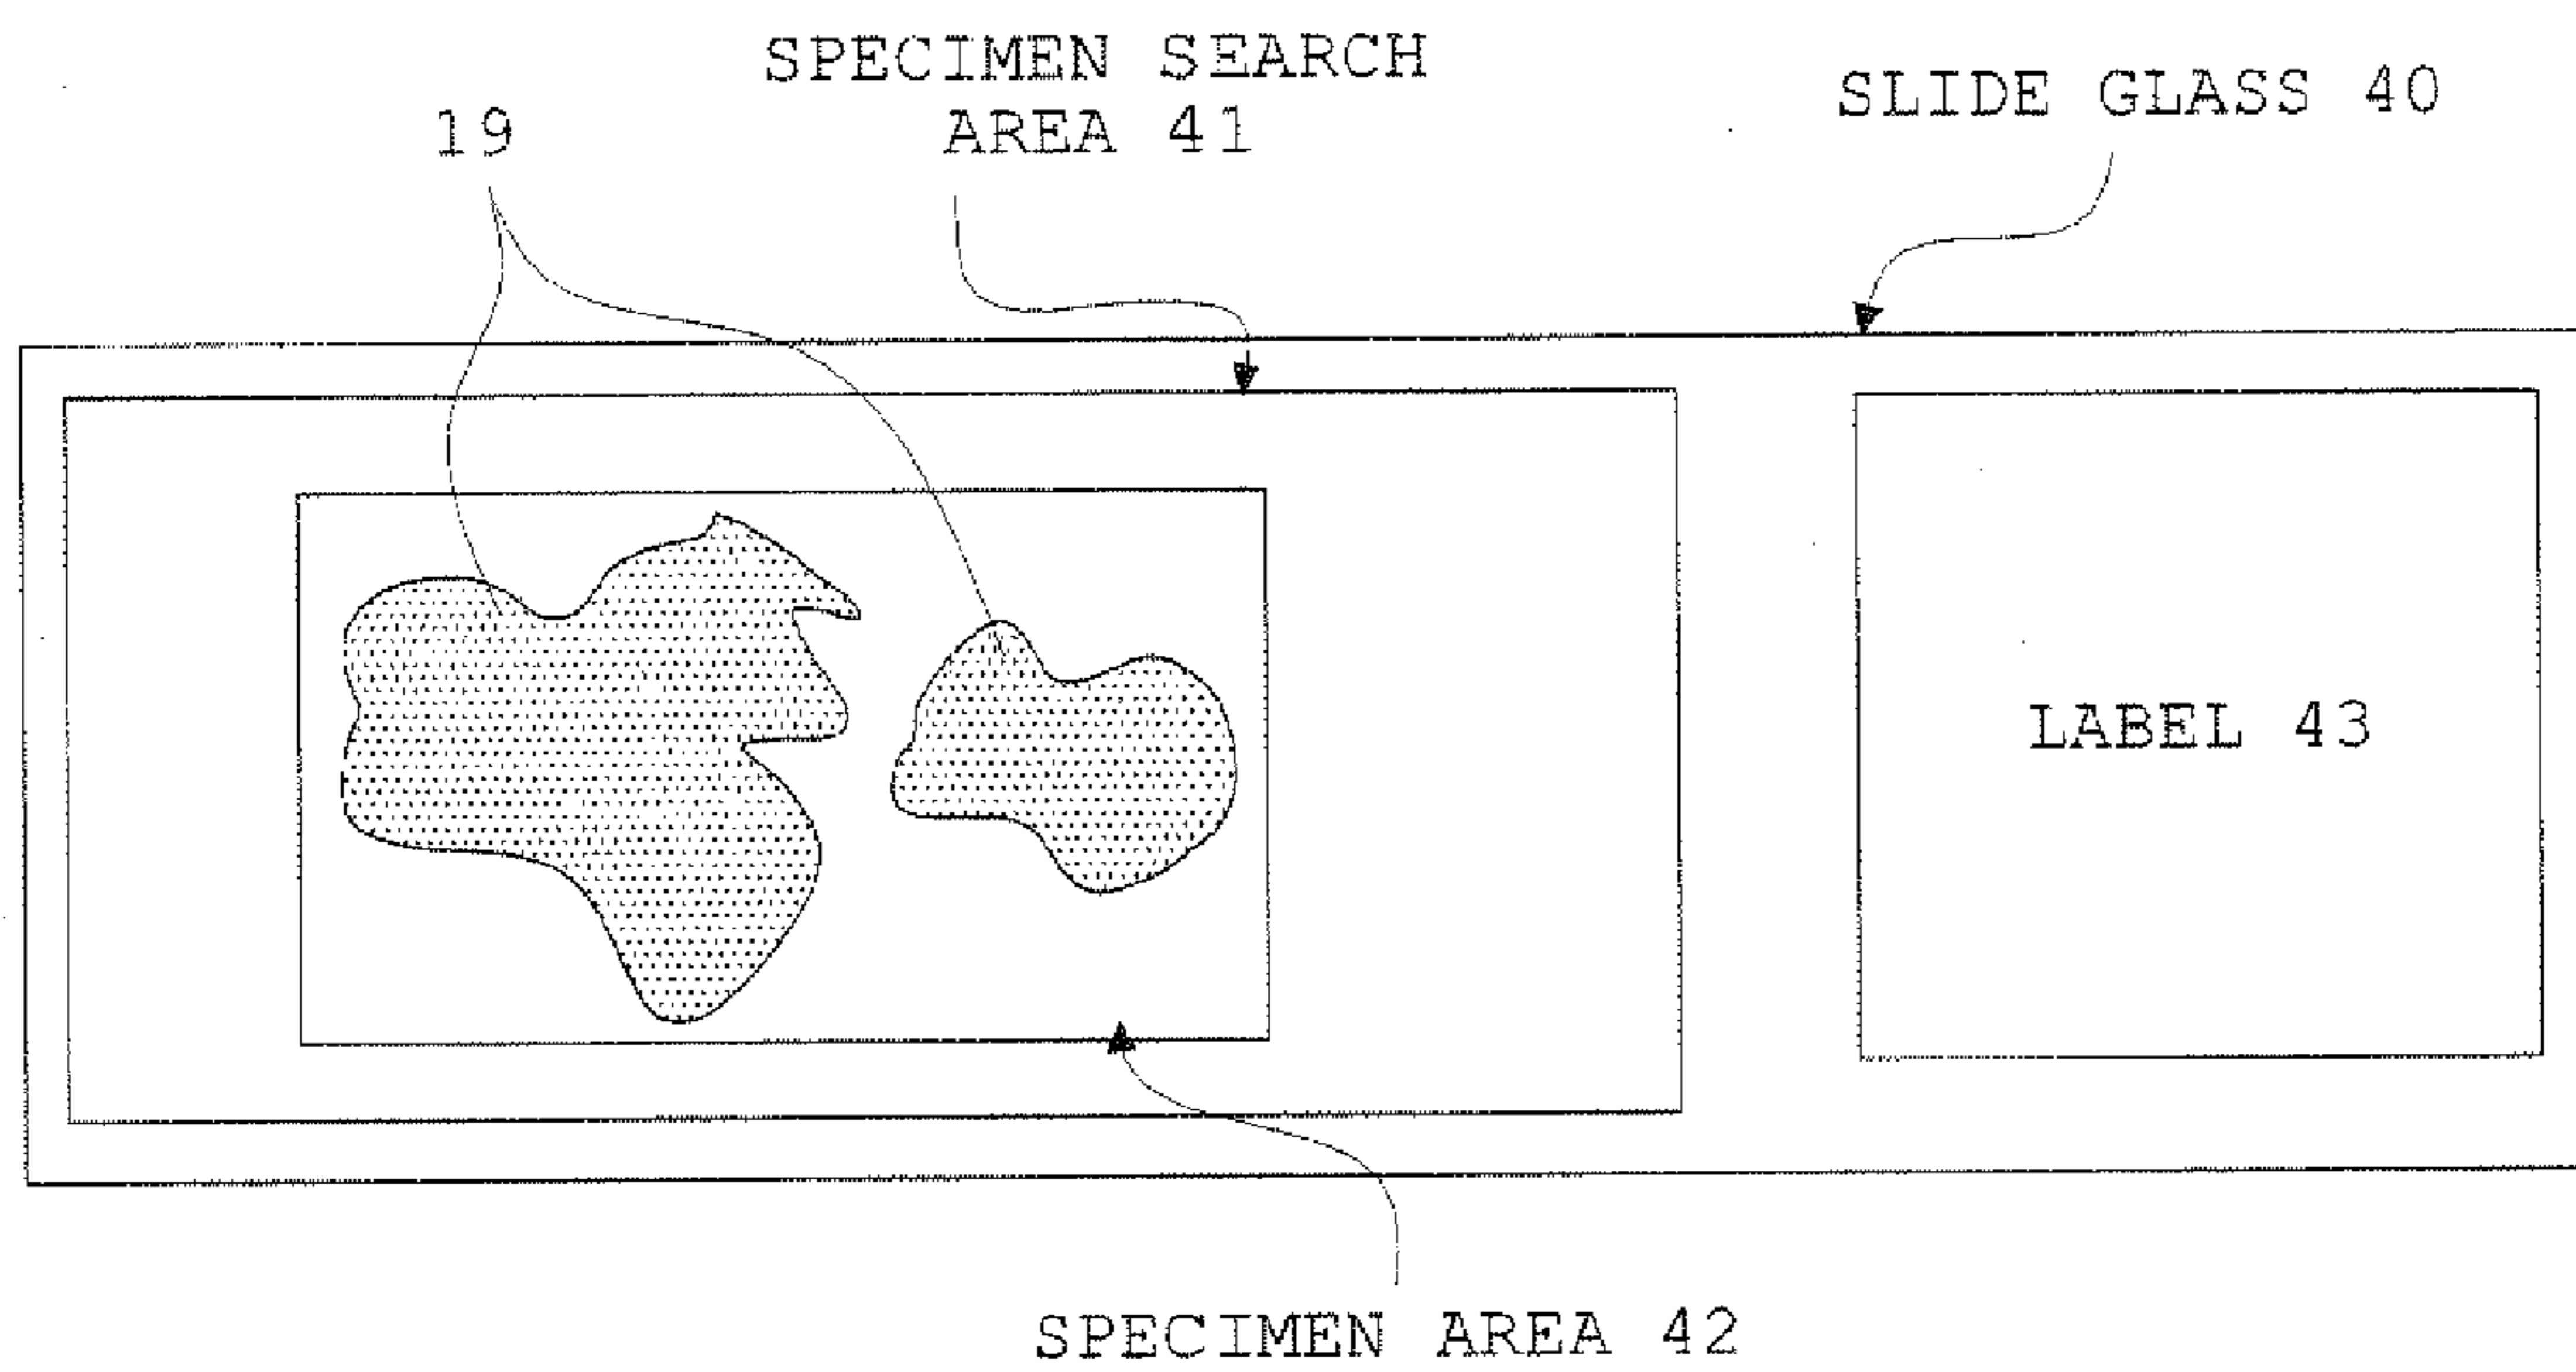 SPECIMEN SEARCH
AREA 41
SLIDE GLASS 40
19
LABEL 43
SPECIMEN AREA 42